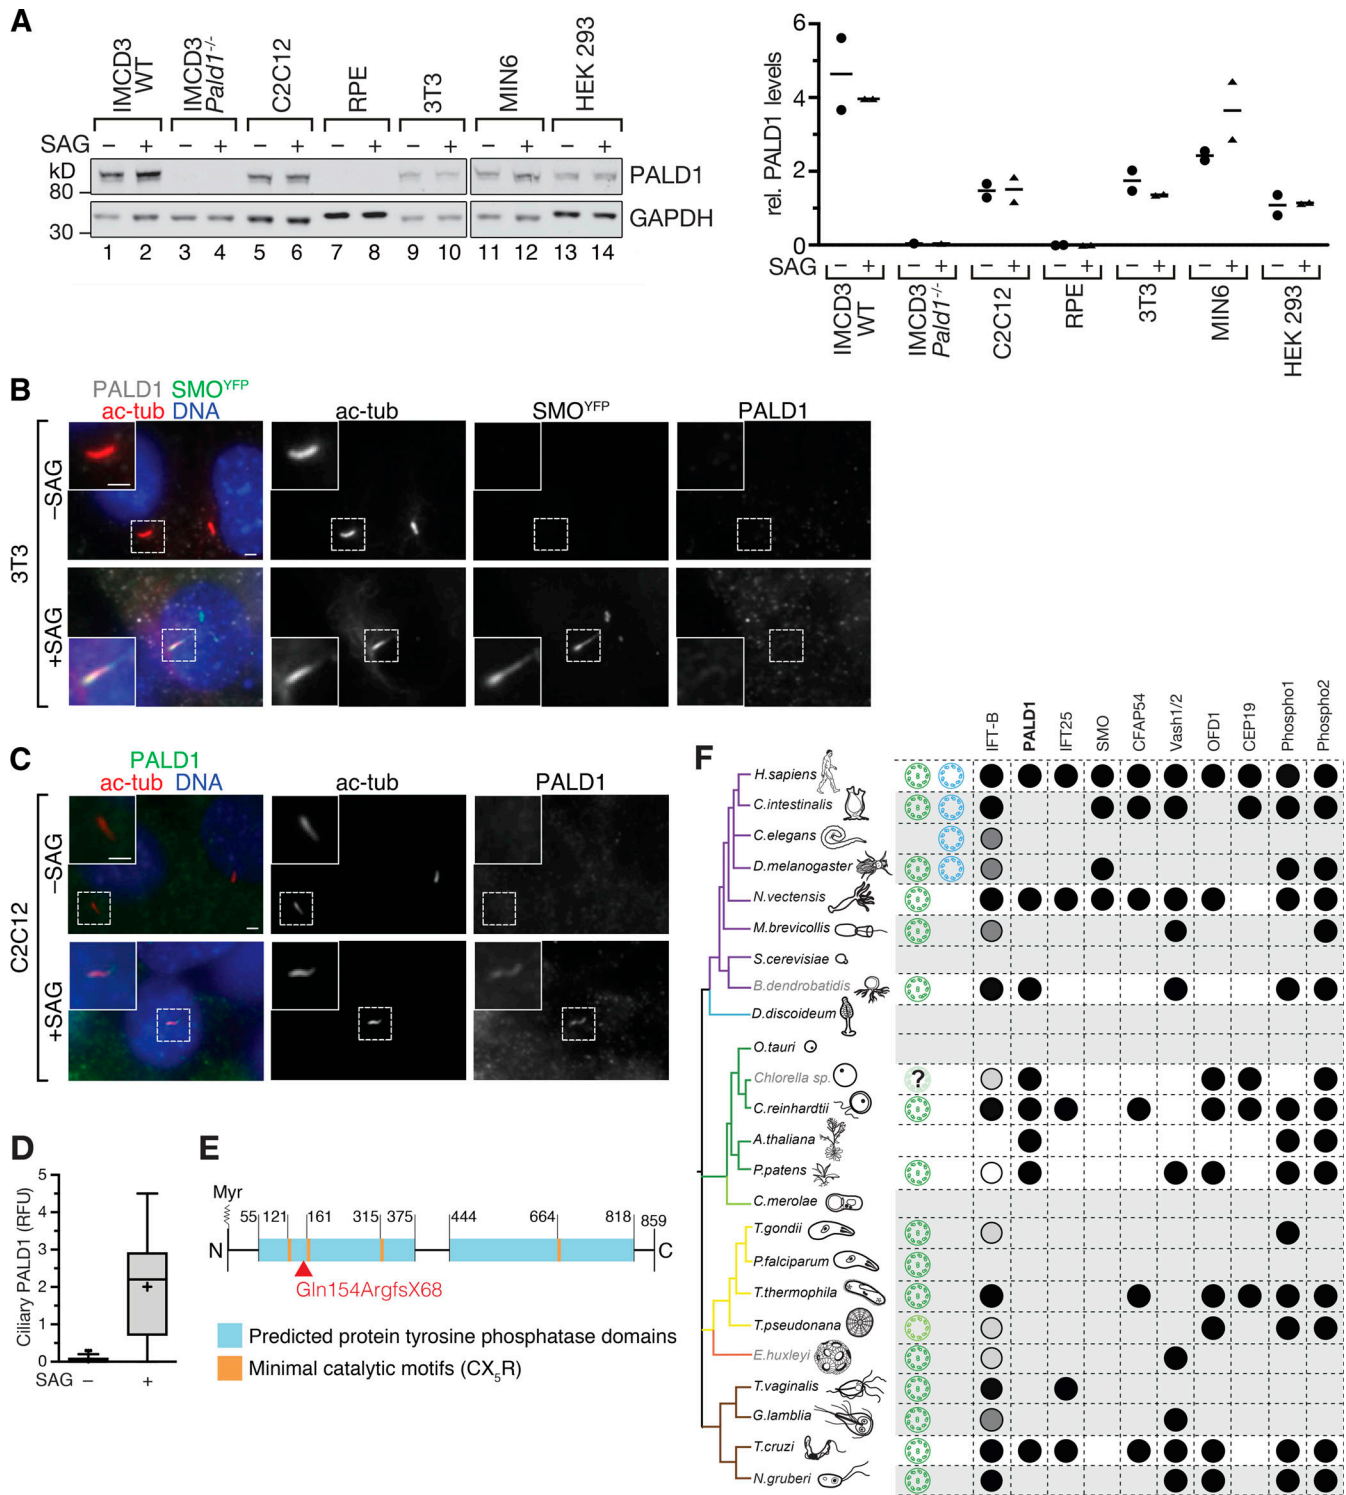 A
IMCD3 WT
IMCD3 Pald1-/-
C2C12
RPE
3T3
MIN6
HEK 293
SAG − + − + − + − + − + − + − +
kD
80
PALD1
30
GAPDH
1 2 3 4 5 6 7 8 9 10 11 12 13 14
rel. PALD1 levels
6
4
2
0
SAG − + − + − + − + − + − + − +
IMCD3 WT
IMCD3 Pald1-/-
C2C12
RPE
3T3
MIN6
HEK 293
B
PALD1 SMOYFP
ac-tub DNA
ac-tub
SMOYFP
PALD1
3T3
−SAG
+SAG
C
PALD1
ac-tub DNA
ac-tub
PALD1
C2C12
−SAG
+SAG
D
Ciliary PALD1 (RFU)
5
4
3
2
1
0
SAG − +
E
Myr
55 121 161 315 375 444 664 818 859
N
C
Gln154ArgfsX68
Predicted protein tyrosine phosphatase domains
Minimal catalytic motifs (CX5R)
F
IFT-B
PALD1
IFT25
SMO
CFAP54
Vash1/2
OFD1
CEP19
Phospho1
Phospho2
H.sapiens
C.intestinalis
C.elegans
D.melanogaster
N.vectensis
M.brevicollis
S.cerevisiae
B.dendrobatidis
D.discoideum
O.tauri
Chlorella sp.
?
C.reinhardtii
A.thaliana
P.patens
C.merolae
T.gondii
P.falciparum
T.thermophila
T.pseudonana
E.huxleyi
T.vaginalis
G.lamblia
T.cruzi
N.gruberi